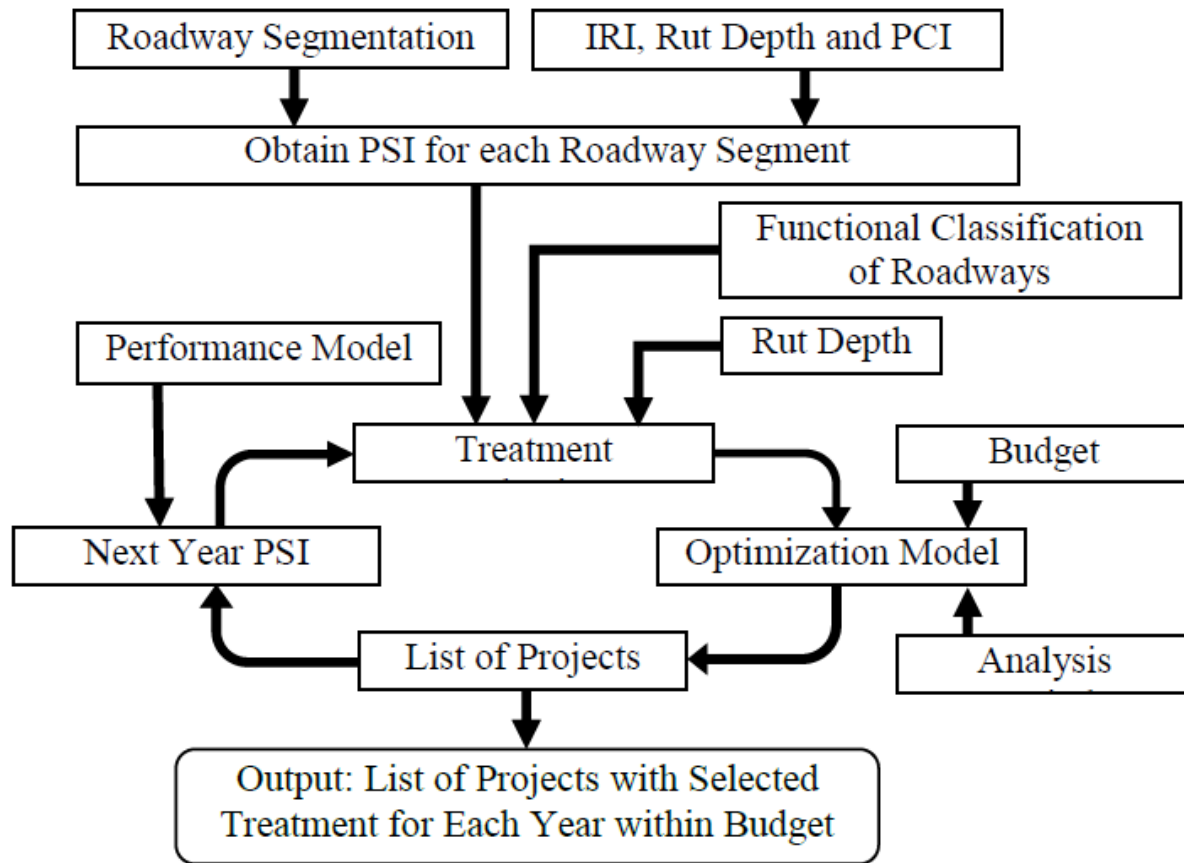 Roadway Segmentation
IRI, Rut Depth and PCI
Obtain PSI for each Roadway Segment
Functional Classification
of Roadways
Rut Depth
Performance Model
Treatment
Budget
Next Year PSI
Optimization Model
List of Projects
Analysis
Output: List of Projects with Selected
Treatment for Each Year within Budget